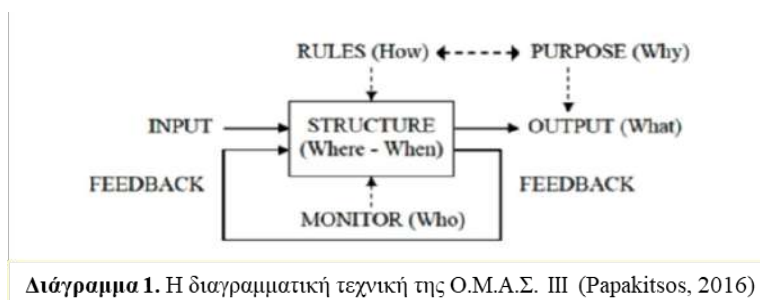 RULES (How) PURPOSE (Why)
INPUT STRUCTURE OUTPUT (What)
(Where - When)
FEEDBACK FEEDBACK
MONITOR (Who)
Διάγραμμα 1. Η διαγραμματική τεχνική της Ο.Μ.Α.Σ. ΙΙΙ (Papakitsos, 2016)